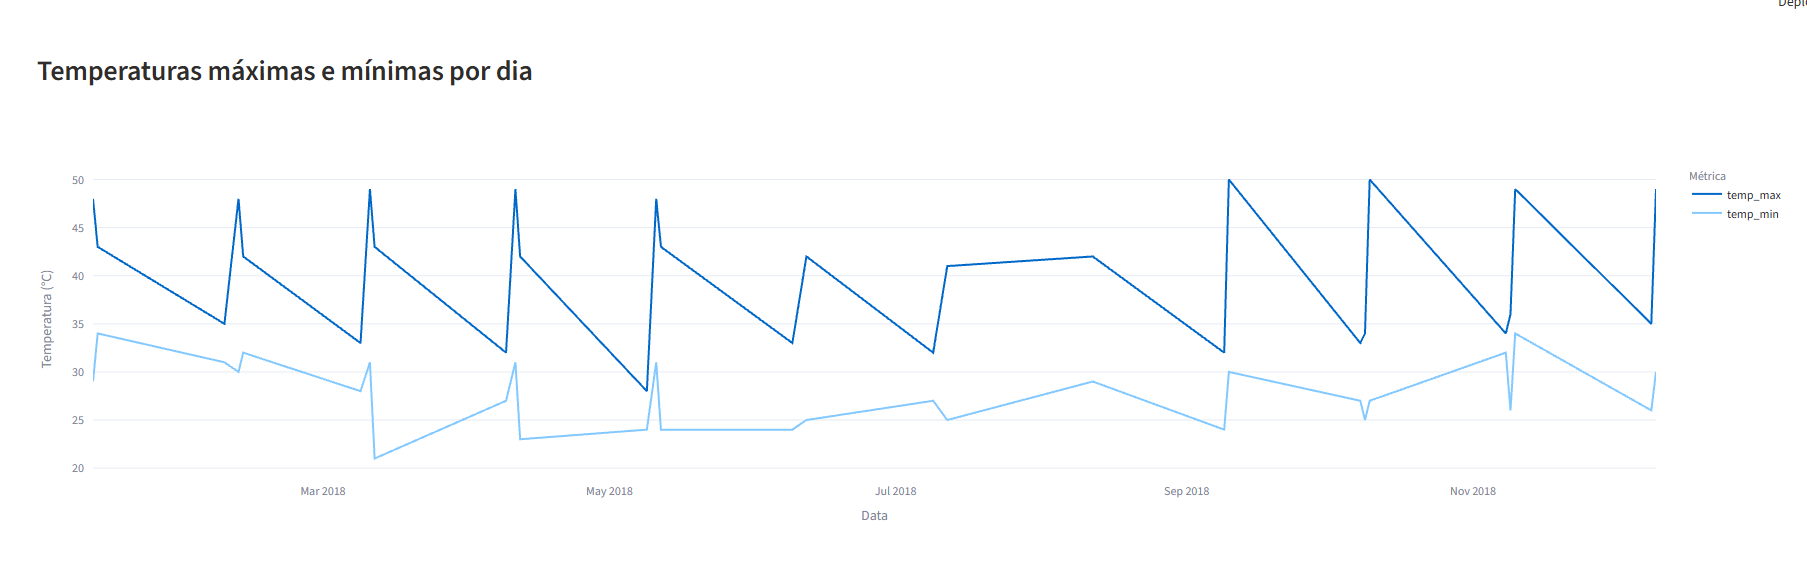 Temperaturas máximas e mínimas por dia
50
45
40
35
30
25
20
Temperatura (°C)
Mar 2018
May 2018
Jul 2018
Sep 2018
Nov 2018
Data
Métrica
temp_max
temp_min